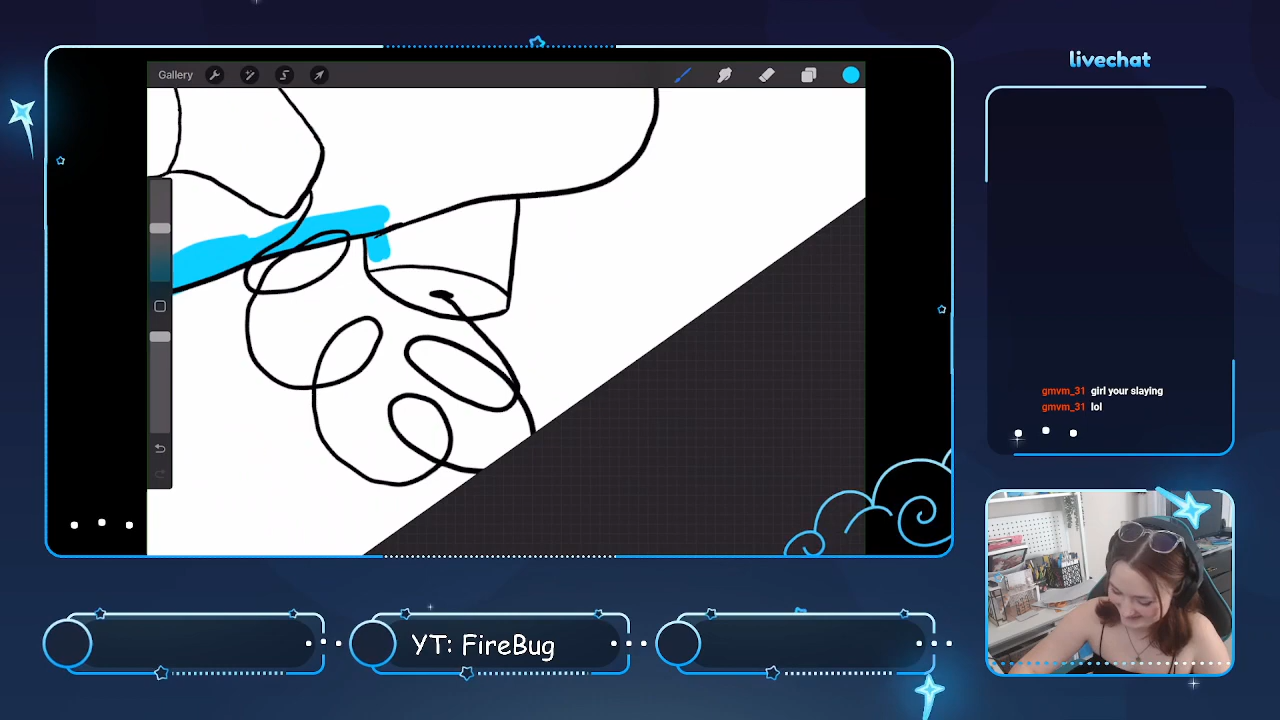 livechat
Gallery
gmvm_31 girl your slaying
gmvm_31 lol
YT: FireBug